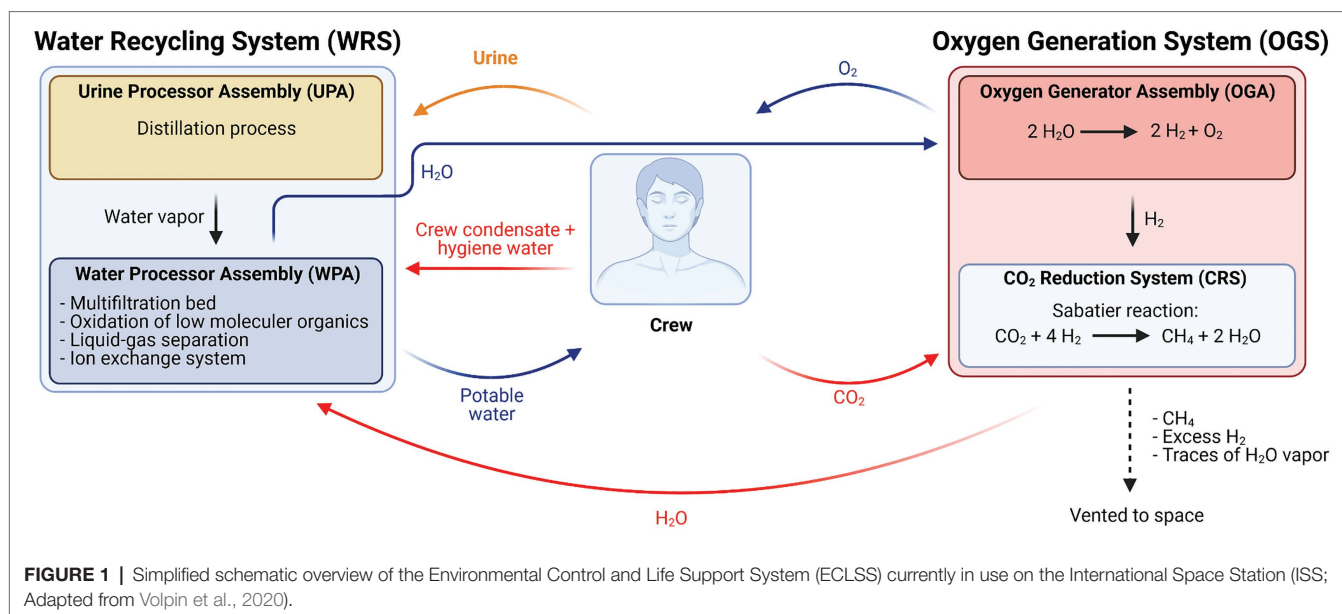 Water Recycling System (WRS)
Urine Processor Assembly (UPA)
Distillation process
Water vapor
Water Processor Assembly (WPA)
- Multifiltration bed
- Oxidation of low moleculer organics
- Liquid-gas separation
- Ion exchange system
Urine
H₂O
Crew condensate +
hygiene water
Potable
water
Crew
O₂
CO₂
H₂O
Oxygen Generation System (OGS)
Oxygen Generator Assembly (OGA)
2 H₂O → 2 H₂ + O₂
H₂
CO₂ Reduction System (CRS)
Sabatier reaction:
CO₂ + 4 H₂ → CH₄ + 2 H₂O
- CH₄
- Excess H₂
- Traces of H₂O vapor
Vented to space
FIGURE 1 | Simplified schematic overview of the Environmental Control and Life Support System (ECLSS) currently in use on the International Space Station (ISS;
Adapted from Volpin et al., 2020).